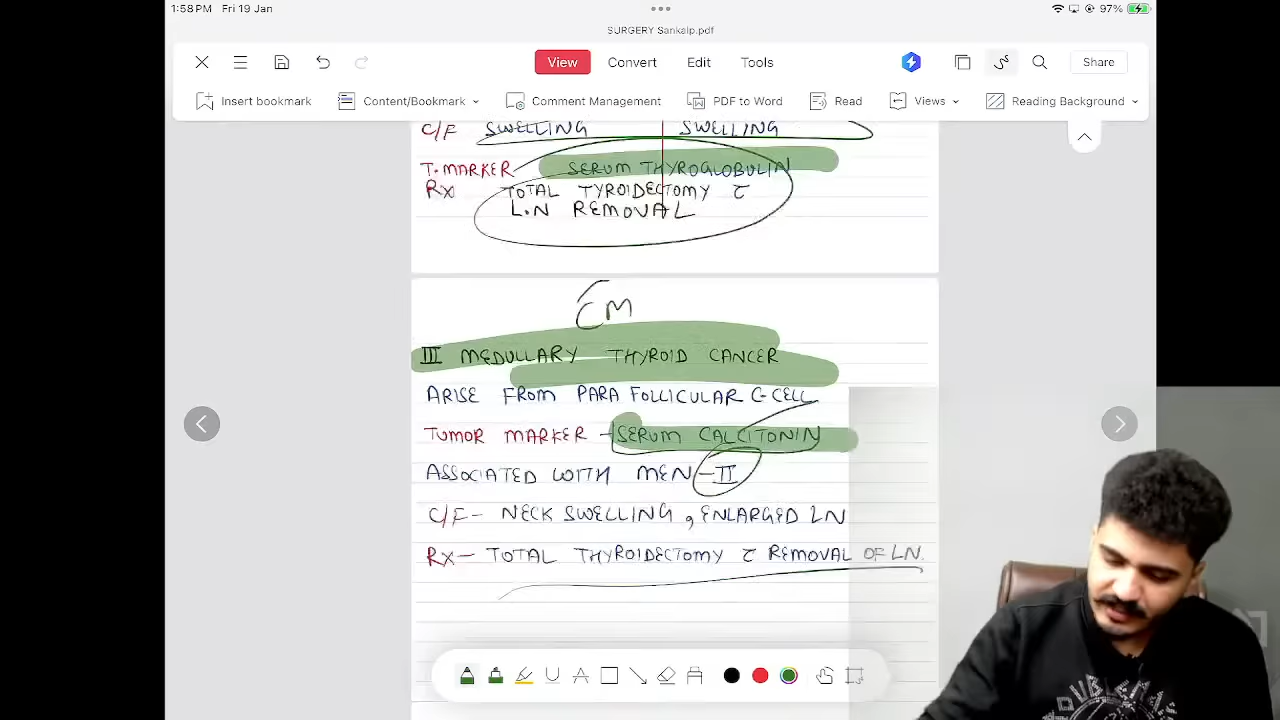 1:58 PM Fri 19 Jan
97%
SURGERY Sankalp.pdf
View Convert Edit Tools
Share
Insert bookmark Content/Bookmark Comment Management PDF to Word Read Views Reading Background
C/F SWELLING SWELLING
T. MARKER SERUM THYROGLOBULIN
Rx TOTAL TYROIDECTOMY c̄
L.N REMOVAL
CM
III MEDULLARY THYROID CANCER
ARISE FROM PARA FOLLICULAR C-CELL
TUMOR MARKER - SERUM CALCITONIN
ASSOCIATED WITH MEN - II
C/F - NECK SWELLING, ENLARGED LN
Rx - TOTAL THYROIDECTOMY c̄ REMOVAL OF LN.